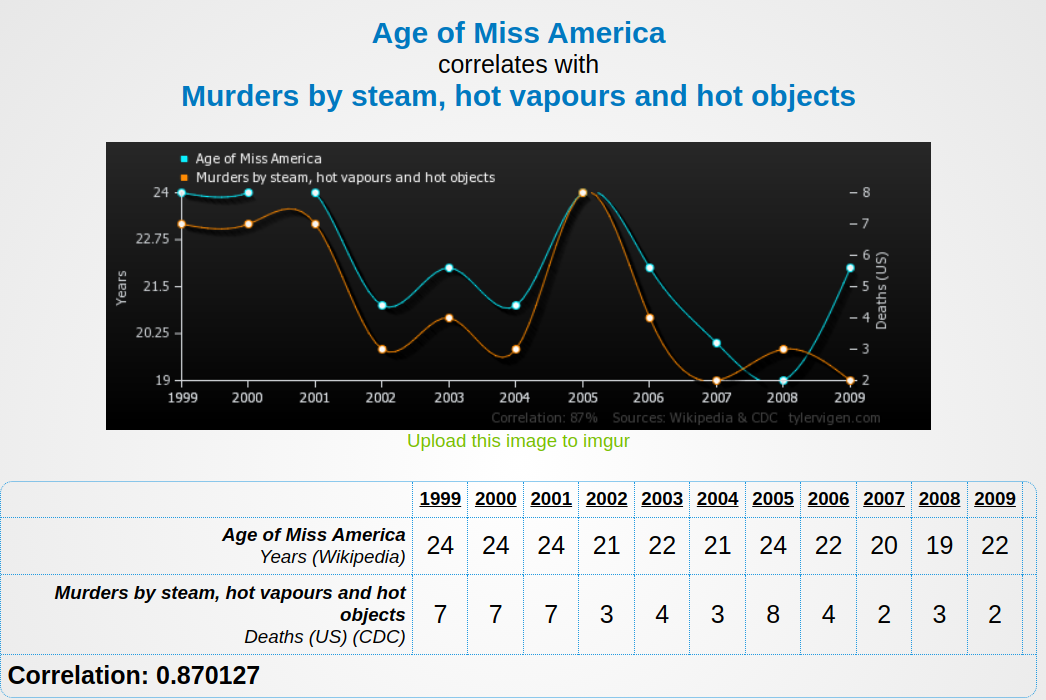 Age of Miss America
correlates with
Murders by steam, hot vapours and hot objects
Age of Miss America
Murders by steam, hot vapours and hot objects
24
22.75
21.5
20.25
19
Years
8
7
6
5
4
3
2
Deaths (US)
1999 2000 2001 2002 2003 2004 2005 2006 2007 2008 2009
Correlation: 87% Sources: Wikipedia & CDC tylervigen.com
Upload this image to imgur
1999 2000 2001 2002 2003 2004 2005 2006 2007 2008 2009
Age of Miss America
Years (Wikipedia)
24 24 24 21 22 21 24 22 20 19 22
Murders by steam, hot vapours and hot
objects
Deaths (US) (CDC)
7 7 7 3 4 3 8 4 2 3 2
Correlation: 0.870127